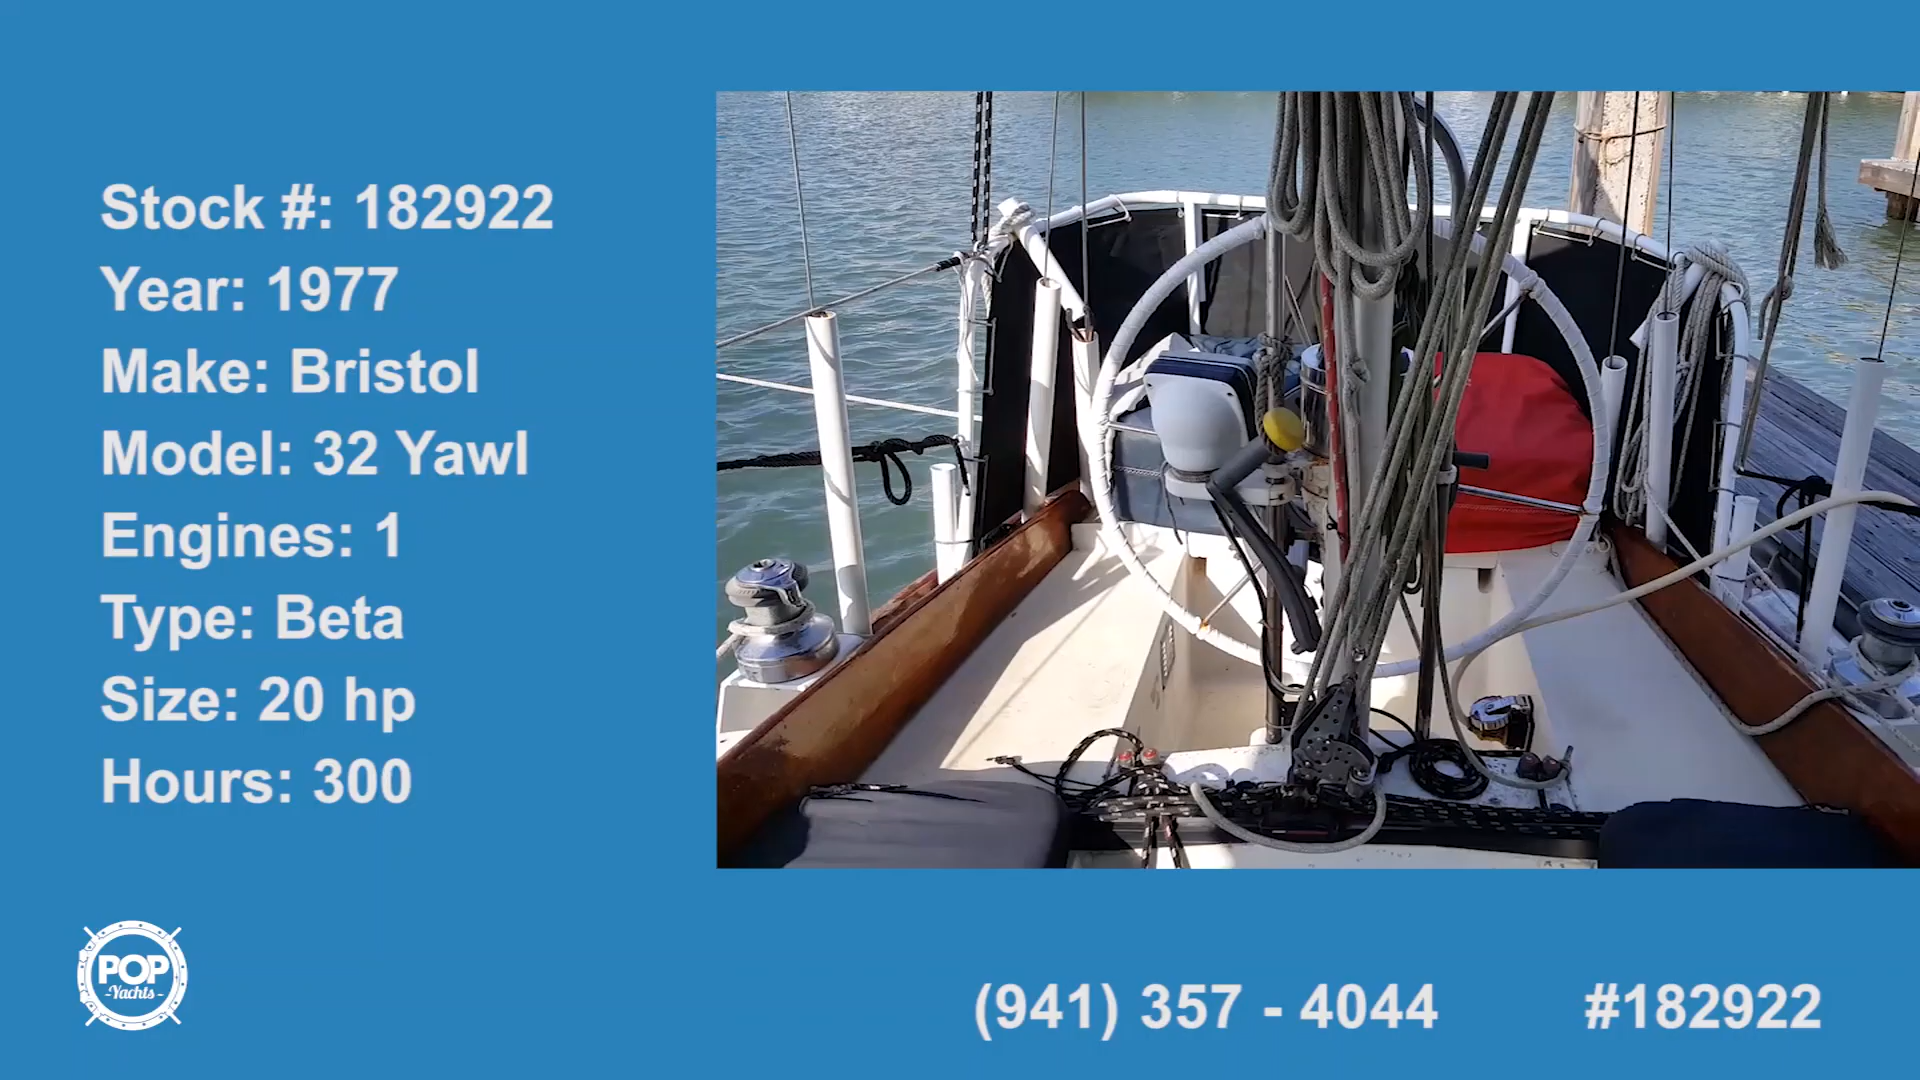 Stock #: 182922
Year: 1977
Make: Bristol
Model: 32 Yawl
Engines: 1
Type: Beta
Size: 20 hp
Hours: 300
POP
-Yachts-
(941) 357 - 4044
#182922